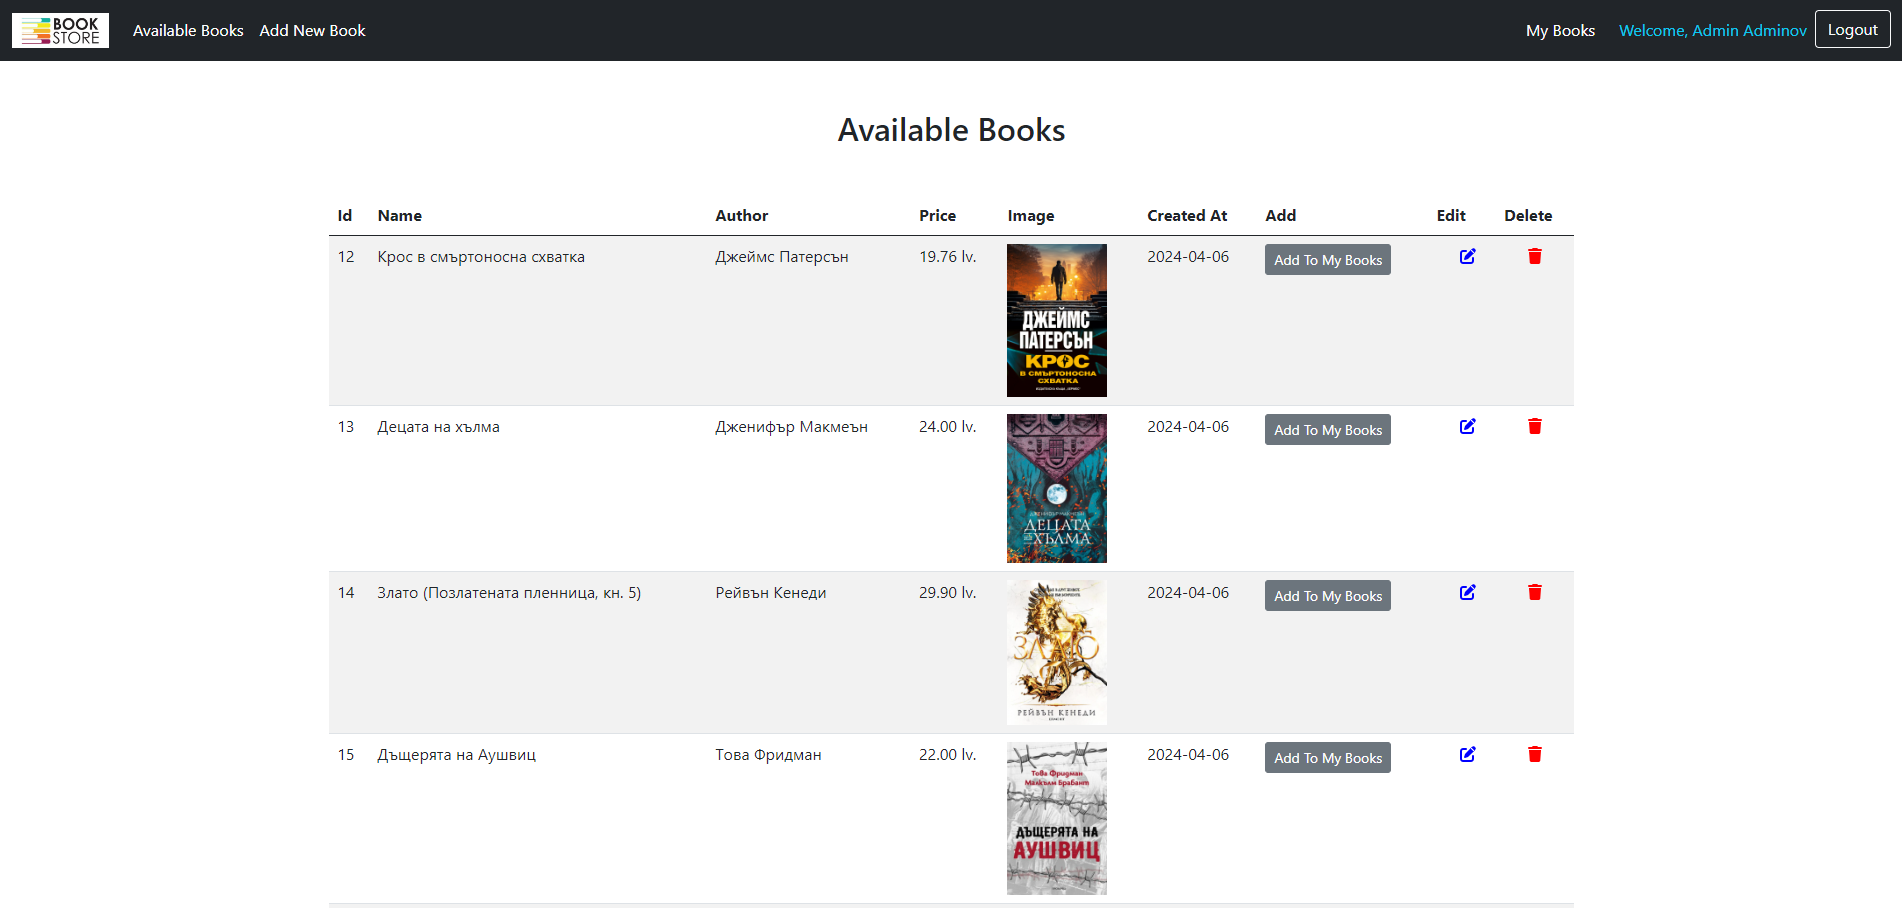 BOOK
STORE
Available Books
Add New Book
My Books
Welcome, Admin Adminov
Logout
Available Books
Id Name Author Price Image Created At Add Edit Delete
12 Крос в смъртоносна схватка Джеймс Патерсън 19.76 lv. 2024-04-06 Add To My Books
ДЖЕЙМС
ПАТЕРСЪН
КРОС
В СМЪРТОНОСНА
СХВАТКА
13 Децата на хълма Дженифър Макмеън 24.00 lv. 2024-04-06 Add To My Books
ДЕЦАТА
НА ХЪЛМА
14 Злато (Позлатената пленница, кн. 5) Рейвън Кенеди 29.90 lv. 2024-04-06 Add To My Books
ЗЛАТО
РЕЙВЪН КЕНЕДИ
15 Дъщерята на Аушвиц Това Фридман 22.00 lv. 2024-04-06 Add To My Books
Това Фридман
Малкълм Брабант
ДЪЩЕРЯТА НА
АУШВИЦ